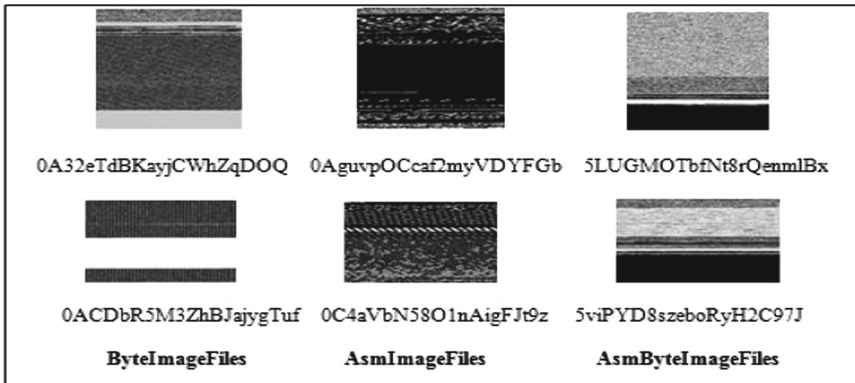 0A32eTdBKayjCWhZqDOQ 0AguvpOCcaf2myVDYFGb 5LUGMOTbfNt8rQenmlBx
0ACDbR5M3ZhBJajygTuf 0C4aVbN58O1nAigFJt9z 5viPYD8szeboRyH2C97J
ByteImageFiles AsmImageFiles AsmByteImageFiles